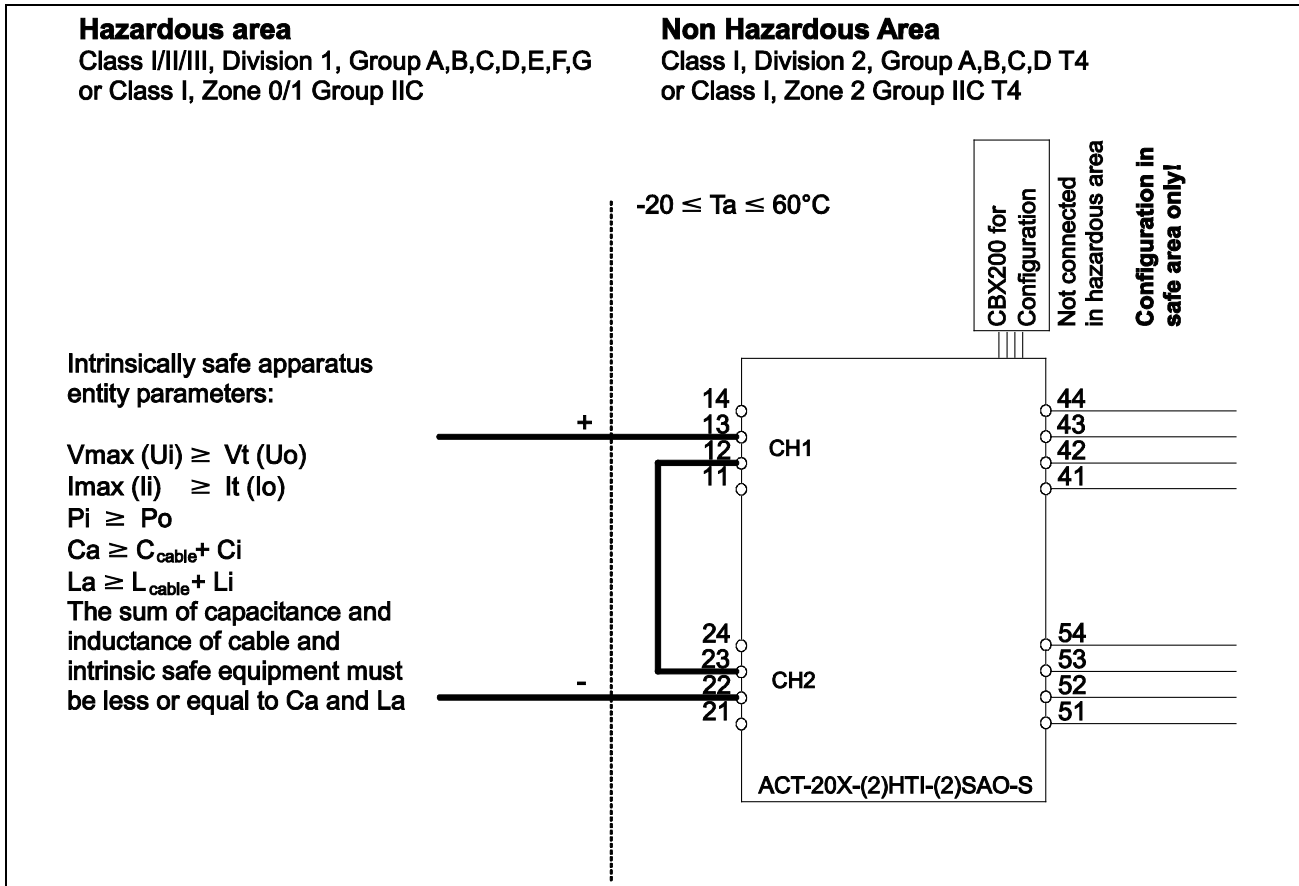 Hazardous area
Class I/II/III, Division 1, Group A,B,C,D,E,F,G
or Class I, Zone 0/1 Group IIC
Non Hazardous Area
Class I, Division 2, Group A,B,C,D T4
or Class I, Zone 2 Group IIC T4
-20 ≤ Ta ≤ 60°C
CBX200 for
Configuration
Not connected
in hazardous area
Configuration in
safe area only!
Intrinsically safe apparatus
entity parameters:
Vmax (Ui) ≥ Vt (Uo)
Imax (Ii) ≥ It (Io)
Pi ≥ Po
Ca ≥ Ccable+ Ci
La ≥ Lcable+ Li
The sum of capacitance and
inductance of cable and
intrinsic safe equipment must
be less or equal to Ca and La
+
-
14
13
12
11
CH1
44
43
42
41
24
23
22
21
CH2
54
53
52
51
ACT-20X-(2)HTI-(2)SAO-S